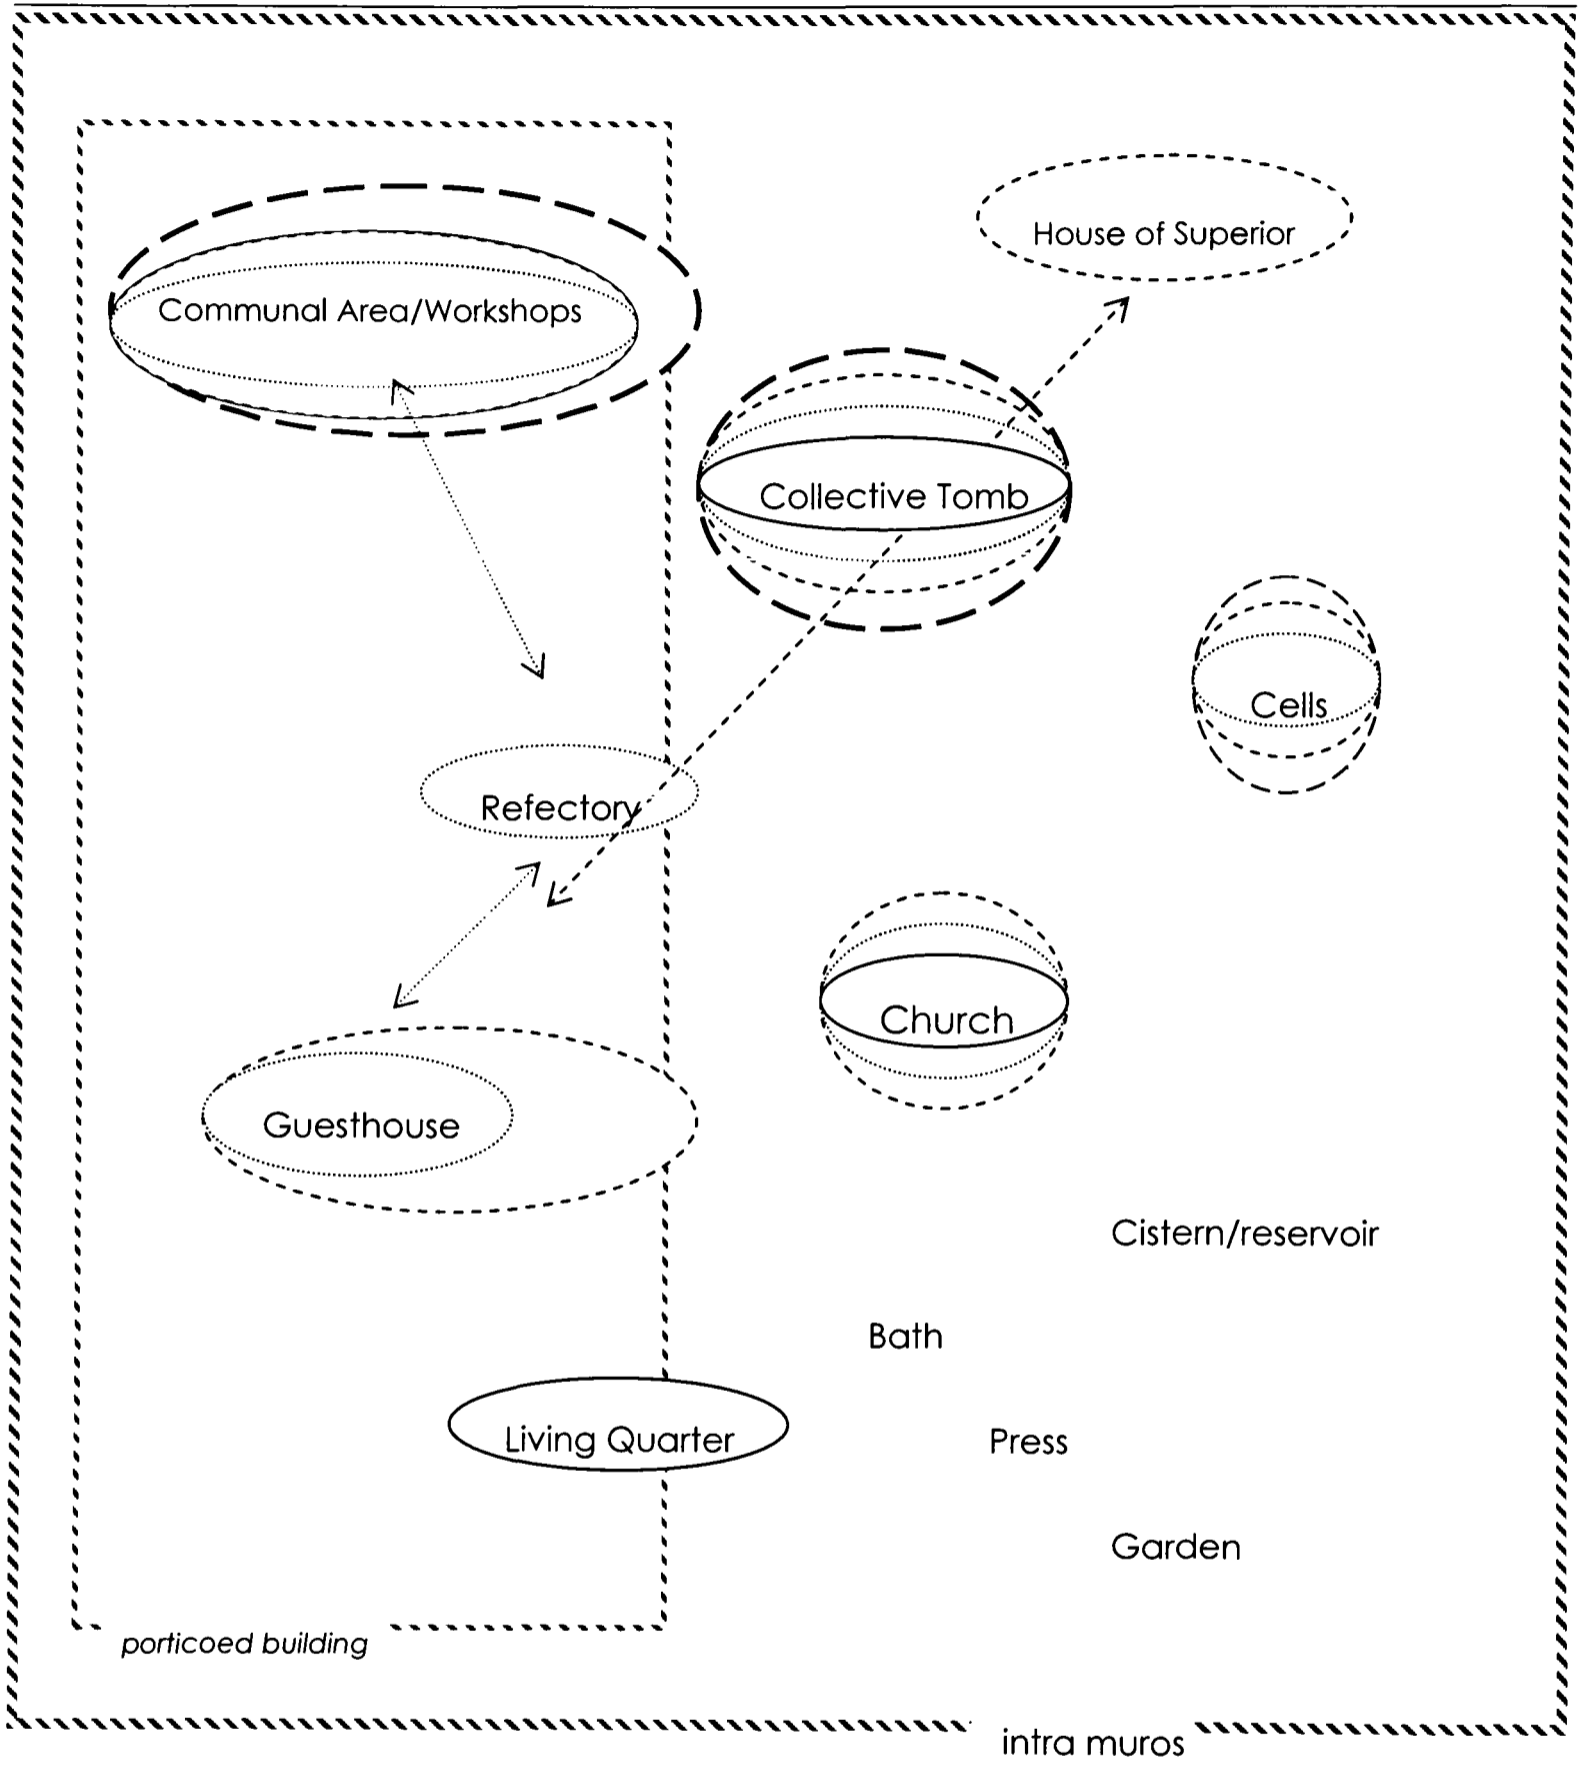 House of Superior
Communal Area/Workshops
Collective Tomb
Cells
Refectory
Church
Guesthouse
Cistern/reservoir
Bath
Living Quarter
Press
Garden
porticoed building
intra muros